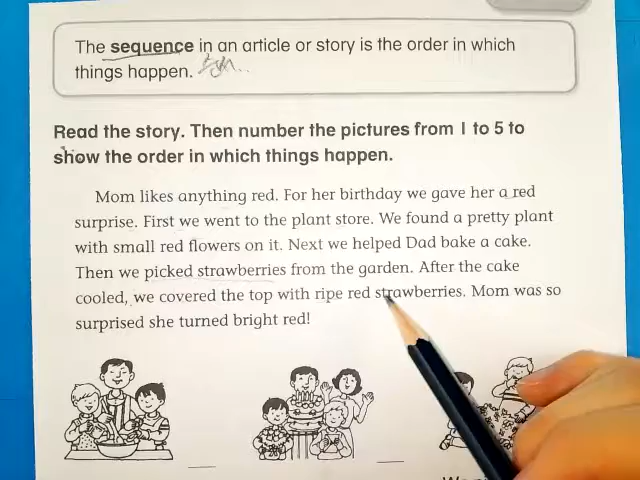 The sequence in an article or story is the order in which
things happen.
Read the story. Then number the pictures from 1 to 5 to
show the order in which things happen.
Mom likes anything red. For her birthday we gave her a red
surprise. First we went to the plant store. We found a pretty plant
with small red flowers on it. Next we helped Dad bake a cake.
Then we picked strawberries from the garden. After the cake
cooled, we covered the top with ripe red strawberries. Mom was so
surprised she turned bright red!